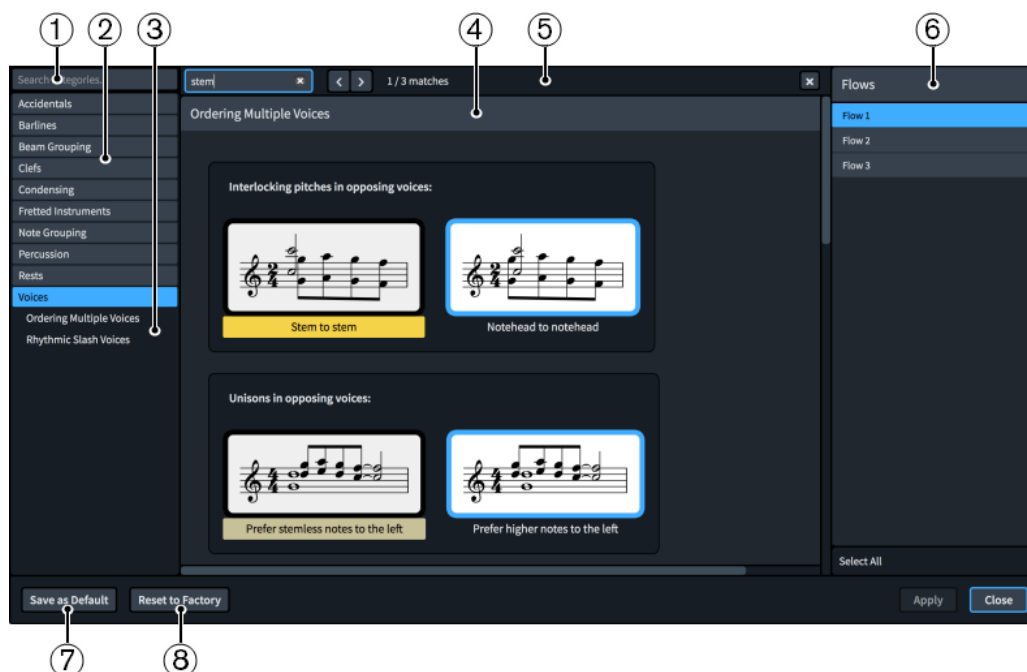 ① ② ③ ④ ⑤ ⑥
Search categories...
Accidentals
Barlines
Beam Grouping
Clefs
Condensing
Fretted Instruments
Note Grouping
Percussion
Rests
Voices
Ordering Multiple Voices
Rhythmic Slash Voices
stem
1 / 3 matches
Ordering Multiple Voices
Interlocking pitches in opposing voices:
Stem to stem
Notehead to notehead
Unisons in opposing voices:
Prefer stemless notes to the left
Prefer higher notes to the left
Flows
Flow 1
Flow 2
Flow 3
Select All
Save as Default
Reset to Factory
Apply
Close
⑦ ⑧